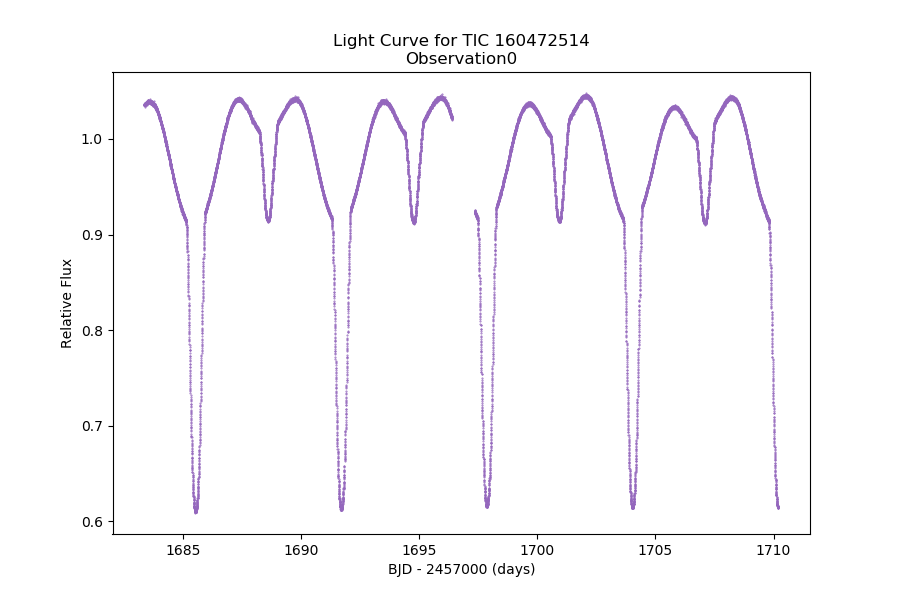 Light Curve for TIC 160472514
Observation0
Relative Flux
1.0
0.9
0.8
0.7
0.6
1685
1690
1695
1700
1705
1710
BJD - 2457000 (days)